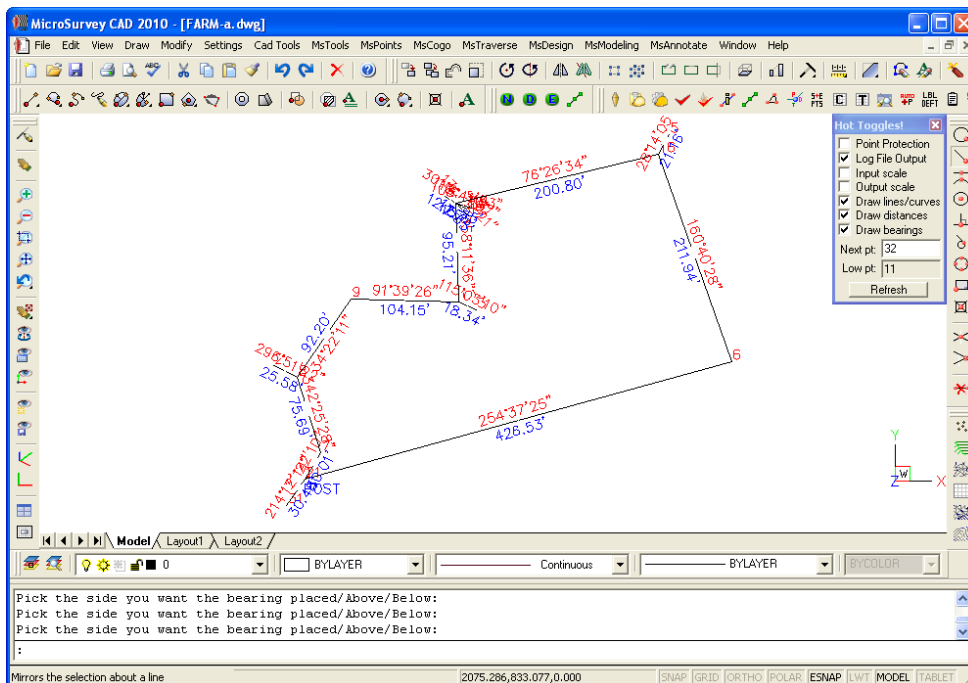 MicroSurvey CAD 2010 - [FARM-a.dwg]
File Edit View Draw Modify Settings Cad Tools MsTools MsPoints MsCogo MsTraverse MsDesign MsModeling MsAnnotate Window Help
Hot Toggles!
Point Protection
Log File Output
Input scale
Output scale
Draw lines/curves
Draw distances
Draw bearings
Next pt: 32
Low pt: 11
Refresh
76°26'34"
200.80'
28°14'05"
21.16'
160°40'28"
211.94'
95.21'
9
91°39'26"
104.15'
18.34'
92.20'
25.58'
75.69'
6
254°37'25"
426.53'
Y
X
Z
W
Model Layout1 Layout2
0 BYLAYER Continuous BYLAYER BYCOLOR
Pick the side you want the bearing placed/Above/Below:
Pick the side you want the bearing placed/Above/Below:
Pick the side you want the bearing placed/Above/Below:
:
Mirrors the selection about a line 2075.286,833.077,0.000 SNAP GRID ORTHO POLAR ESNAP LWT MODEL TABLET